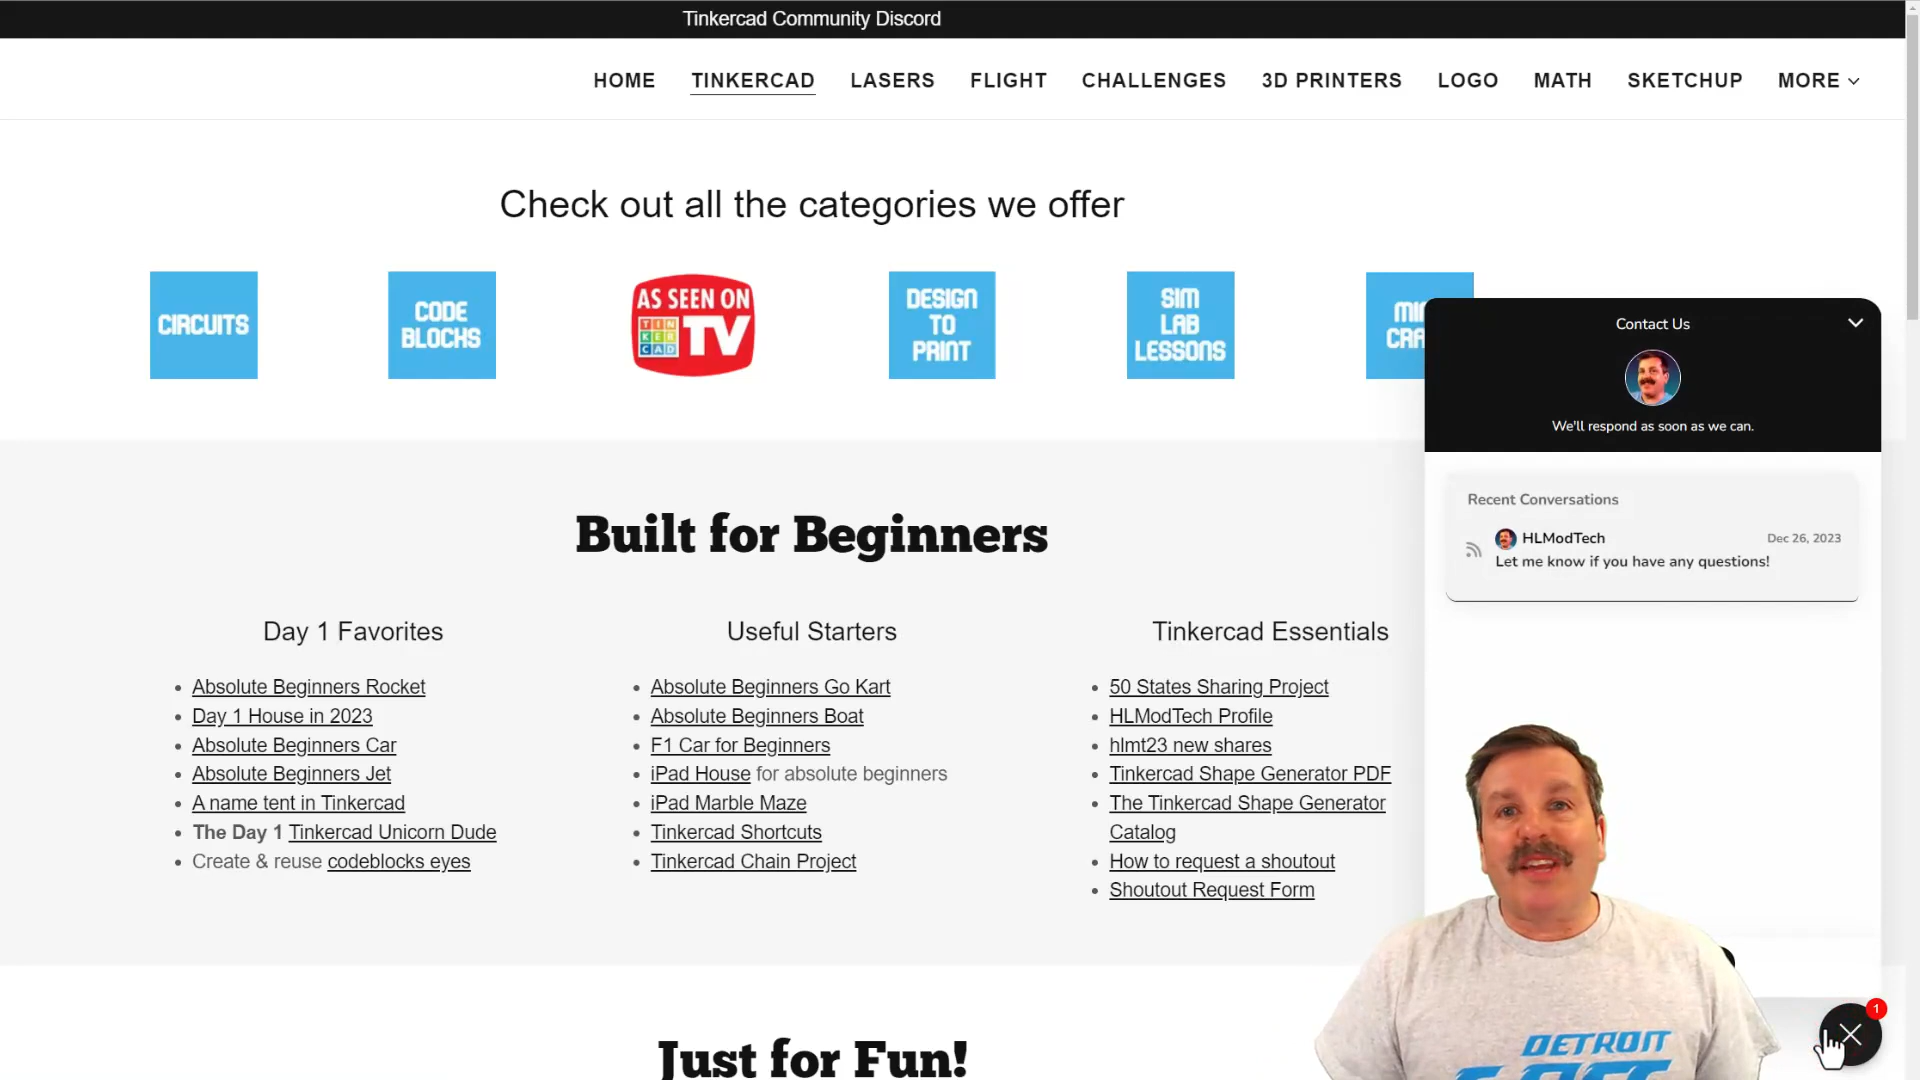 Tinkercad Community Discord
HOME TINKERCAD LASERS FLIGHT CHALLENGES 3D PRINTERS LOGO MATH SKETCHUP MORE
Check out all the categories we offer
CIRCUITS
CODE
BLOCKS
AS SEEN ON
TIN
KER
CAD
TV
DESIGN
TO
PRINT
SIM
LAB
LESSONS
Contact Us
We'll respond as soon as we can.
Recent Conversations
HLModTech Dec 26, 2023
Let me know if you have any questions!
Built for Beginners
Day 1 Favorites
Absolute Beginners Rocket
Day 1 House in 2023
Absolute Beginners Car
Absolute Beginners Jet
A name tent in Tinkercad
The Day 1 Tinkercad Unicorn Dude
Create & reuse codeblocks eyes
Useful Starters
Absolute Beginners Go Kart
Absolute Beginners Boat
F1 Car for Beginners
iPad House for absolute beginners
iPad Marble Maze
Tinkercad Shortcuts
Tinkercad Chain Project
Tinkercad Essentials
50 States Sharing Project
HLModTech Profile
hlmt23 new shares
Tinkercad Shape Generator PDF
The Tinkercad Shape Generator
Catalog
How to request a shoutout
Shoutout Request Form
Just for Fun!
DETROIT
1